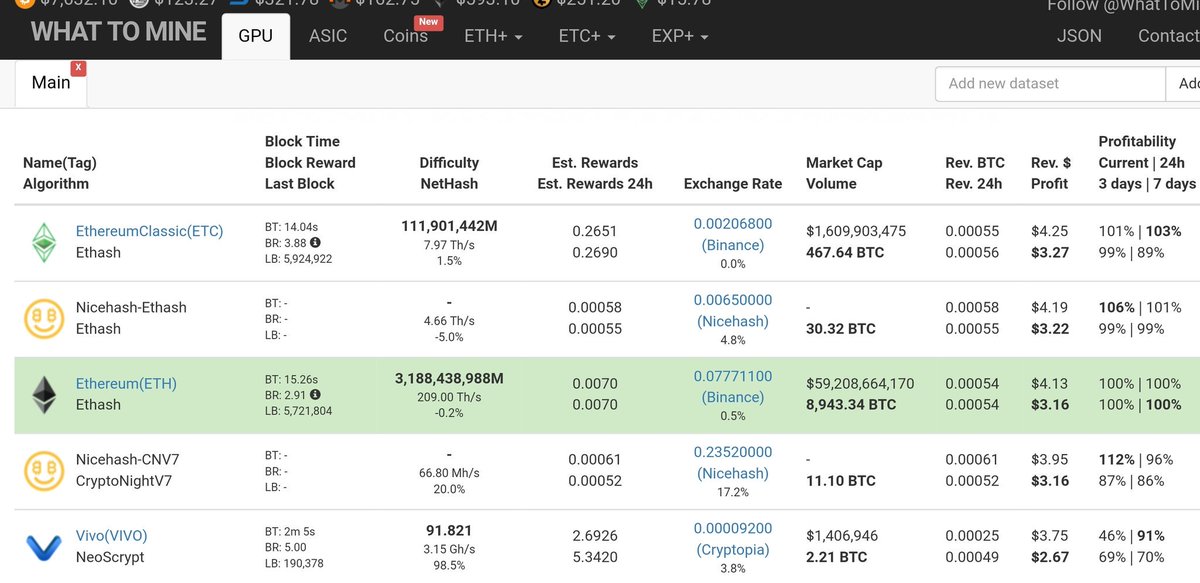 WHAT TO MINE GPU ASIC Coins New ETH+ ETC+ EXP+ JSON Contact
Main x Add new dataset
Name(Tag)
Algorithm
Block Time
Block Reward
Last Block
Difficulty
NetHash
Est. Rewards
Est. Rewards 24h
Exchange Rate
Market Cap
Volume
Rev. BTC
Rev. 24h
Rev. $
Profit
Profitability
Current | 24h
3 days | 7 days
EthereumClassic(ETC)
Ethash
BT: 14.04s
BR: 3.88
LB: 5,924,922
111,901,442M
7.97 Th/s
1.5%
0.2651
0.2690
0.00206800
(Binance)
0.0%
$1,609,903,475
467.64 BTC
0.00055
0.00056
$4.25
$3.27
101% | 103%
99% | 89%
Nicehash-Ethash
Ethash
BT: -
BR: -
LB: -
-
4.66 Th/s
-5.0%
0.00058
0.00055
0.00650000
(Nicehash)
4.8%
-
30.32 BTC
0.00058
0.00055
$4.19
$3.22
106% | 101%
99% | 99%
Ethereum(ETH)
Ethash
BT: 15.26s
BR: 2.91
LB: 5,721,804
3,188,438,988M
209.00 Th/s
-0.2%
0.0070
0.0070
0.07771100
(Binance)
0.5%
$59,208,664,170
8,943.34 BTC
0.00054
0.00054
$4.13
$3.16
100% | 100%
100% | 100%
Nicehash-CNV7
CryptoNightV7
BT: -
BR: -
LB: -
-
66.80 Mh/s
20.0%
0.00061
0.00052
0.23520000
(Nicehash)
17.2%
-
11.10 BTC
0.00061
0.00052
$3.95
$3.16
112% | 96%
87% | 86%
Vivo(VIVO)
NeoScrypt
BT: 2m 5s
BR: 5.00
LB: 190,378
91.821
3.15 Gh/s
98.5%
2.6926
5.3420
0.00009200
(Cryptopia)
3.8%
$1,406,946
2.21 BTC
0.00025
0.00049
$3.75
$2.67
46% | 91%
69% | 70%